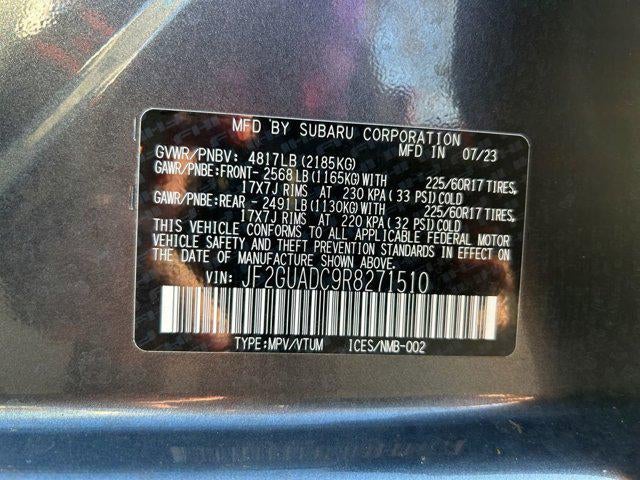 MFD BY SUBARU CORPORATION
GVWR/PNBV: 4817LB (2185KG) MFD IN 07/23
GAWR/PNBE:FRONT- 2568 LB (1165KG) WITH 225/60R17 TIRES,
17X7J RIMS AT 230 KPA (33 PSI) COLD
GAWR/PNBE:REAR - 2491 LB (1130KG) WITH 225/60R17 TIRES,
17X7J RIMS AT 220 KPA (32 PSI) COLD
THIS VEHICLE CONFORMS TO ALL APPLICABLE FEDERAL MOTOR
VEHICLE SAFETY AND THEFT PREVENTION STANDARDS IN EFFECT ON
THE DATE OF MANUFACTURE SHOWN ABOVE.
VIN: JF2GUADC9R8271510
TYPE:MPV/VTUM ICES/NMB-002